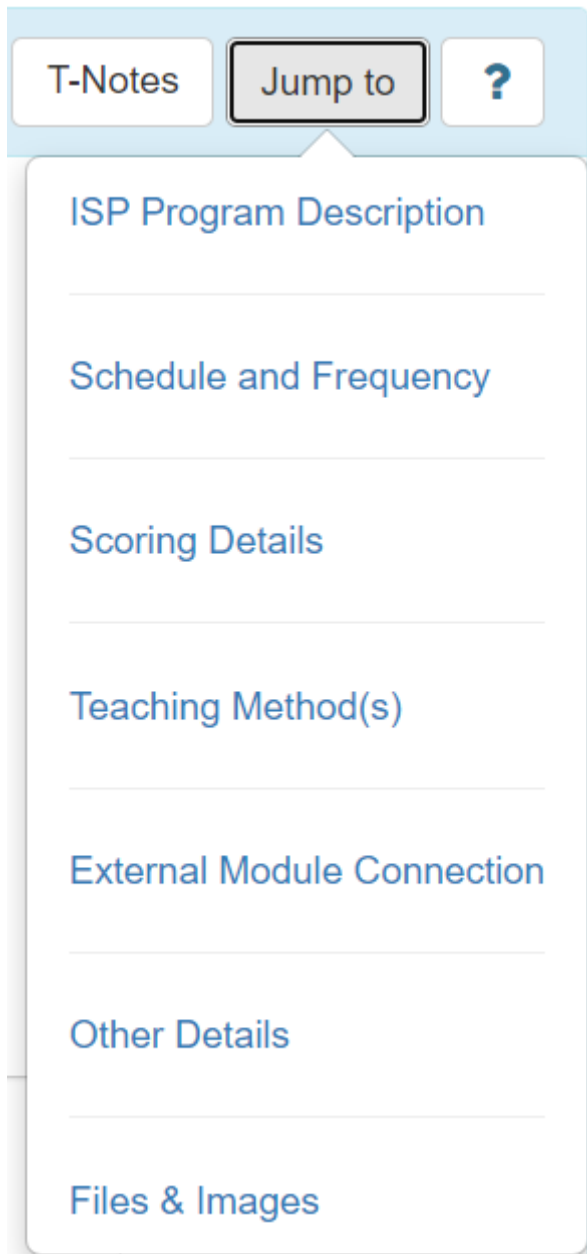 T-Notes Jump to ?
ISP Program Description
Schedule and Frequency
Scoring Details
Teaching Method(s)
External Module Connection
Other Details
Files & Images